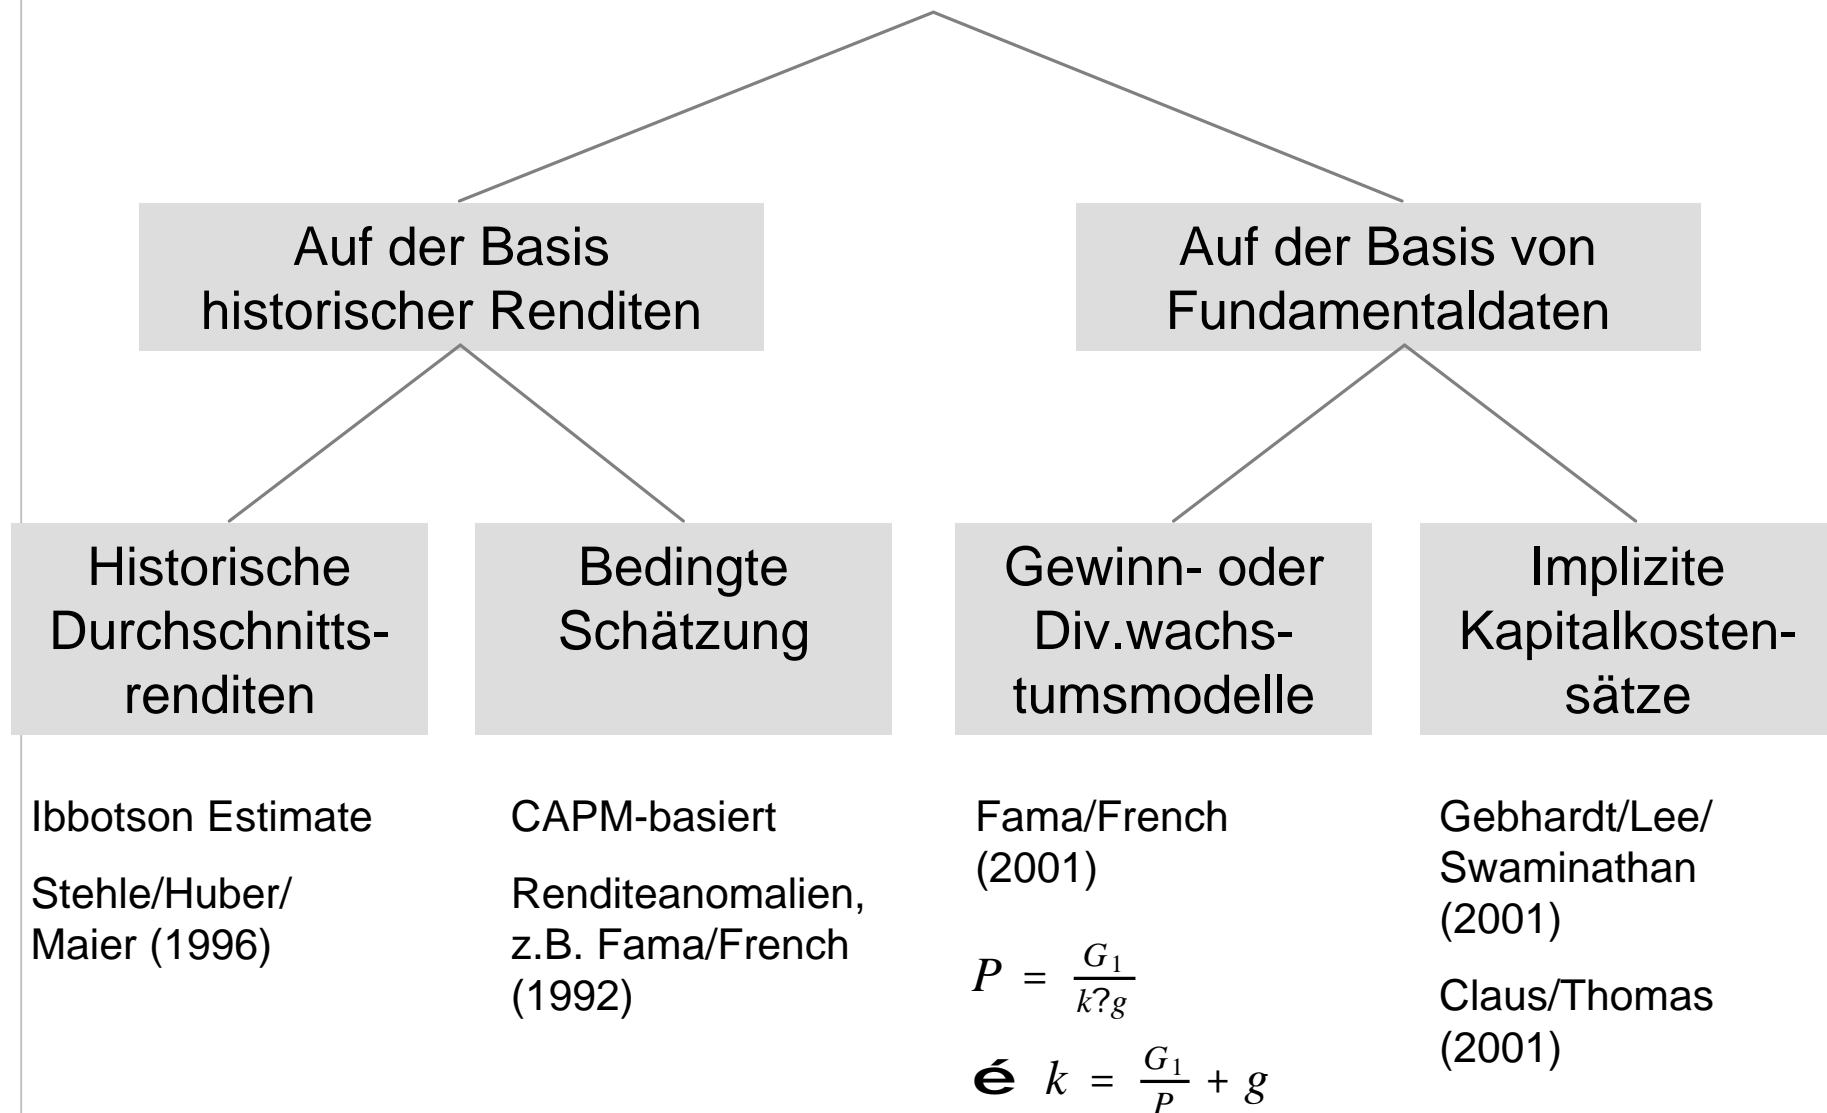 Auf der Basis
historischer Renditen
Auf der Basis von
Fundamentaldaten
Historische
Durchschnitts-
renditen
Bedingte
Schätzung
Gewinn- oder
Div.wachs-
tumsmodelle
Implizite
Kapitalkosten-
sätze
Ibbotson Estimate
Stehle/Huber/
Maier (1996)
CAPM-basiert
Renditeanomalien,
z.B. Fama/French
(1992)
Fama/French
(2001)
P = G₁ / k?g
é k = G₁ / P + g
Gebhardt/Lee/
Swaminathan
(2001)
Claus/Thomas
(2001)